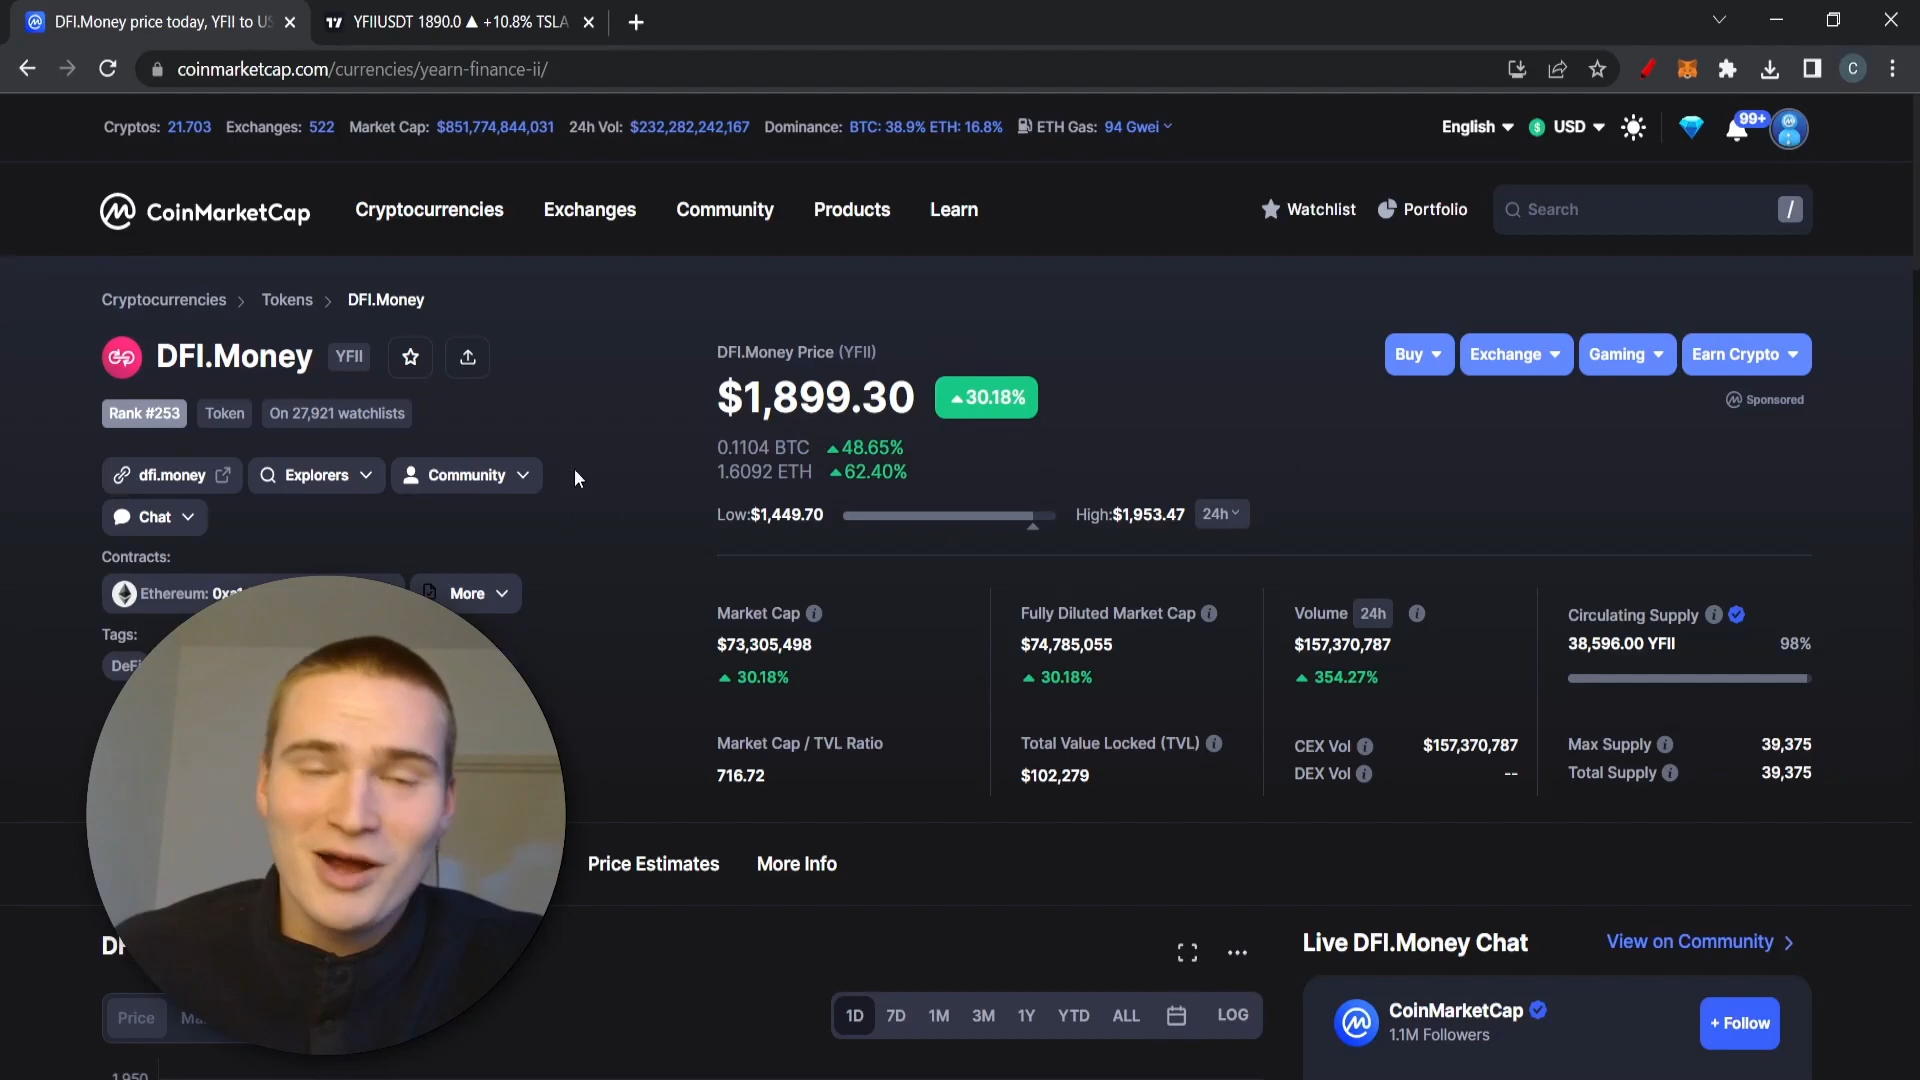 DFI.Money price today, YFII to US
YFIIUSDT 1890.0 ▲ +10.8% TSLA
coinmarketcap.com/currencies/yearn-finance-ii/
C
Cryptos: 21.703 Exchanges: 522 Market Cap: $851,774,844,031 24h Vol: $232,282,242,167 Dominance: BTC: 38.9% ETH: 16.8% ETH Gas: 94 Gwei
English USD 99+
CoinMarketCap Cryptocurrencies Exchanges Community Products Learn Watchlist Portfolio Search /
Cryptocurrencies > Tokens > DFI.Money
DFI.Money YFII
Rank #253 Token On 27,921 watchlists
dfi.money Explorers Community
Chat
Contracts:
Ethereum: More
Tags:
DFI.Money Price (YFII)
$1,899.30 30.18%
0.1104 BTC 48.65%
1.6092 ETH 62.40%
Low:$1,449.70 High:$1,953.47 24h
Buy Exchange Gaming Earn Crypto
Sponsored
Market Cap
$73,305,498
30.18%
Market Cap / TVL Ratio
716.72
Fully Diluted Market Cap
$74,785,055
30.18%
Total Value Locked (TVL)
$102,279
Volume 24h
$157,370,787
354.27%
CEX Vol $157,370,787
DEX Vol --
Circulating Supply
38,596.00 YFII 98%
Max Supply 39,375
Total Supply 39,375
Price Estimates More Info
Price
1D 7D 1M 3M 1Y YTD ALL LOG
1.950
Live DFI.Money Chat View on Community >
CoinMarketCap
1.1M Followers
+ Follow